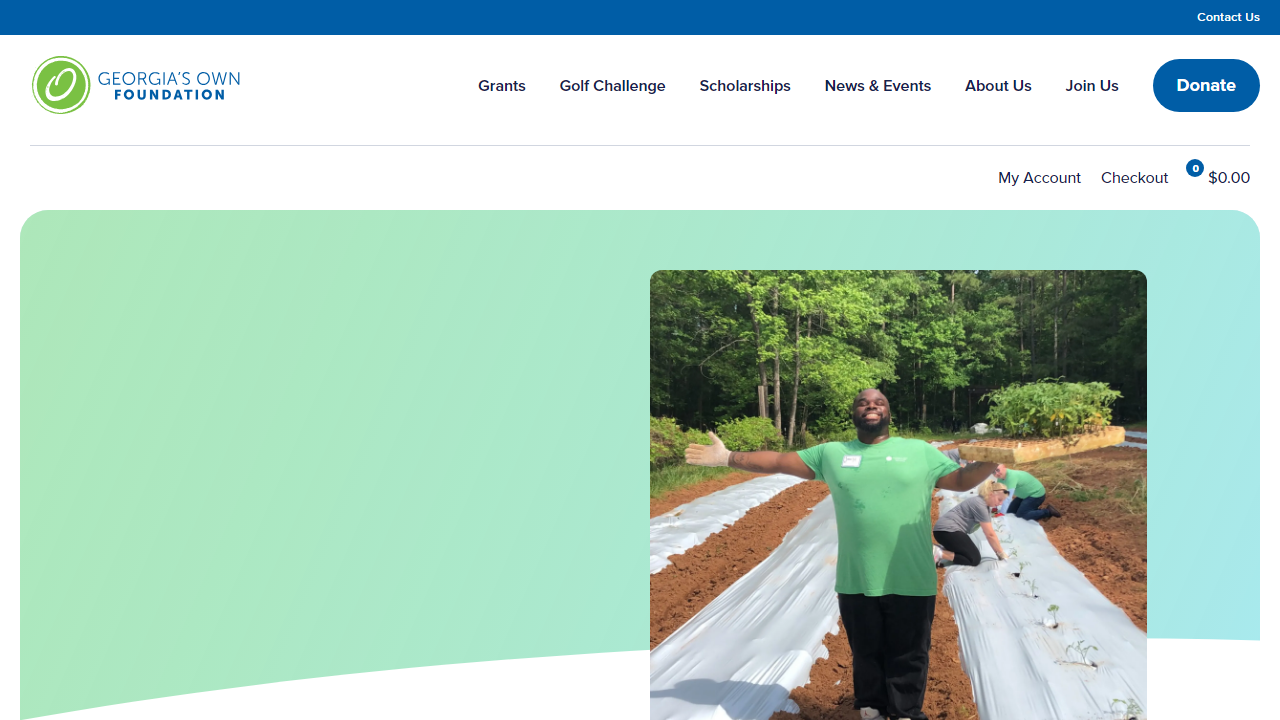 Contact Us
GEORGIA'S OWN
FOUNDATION
Grants
Golf Challenge
Scholarships
News & Events
About Us
Join Us
Donate
My Account
Checkout
0
$0.00